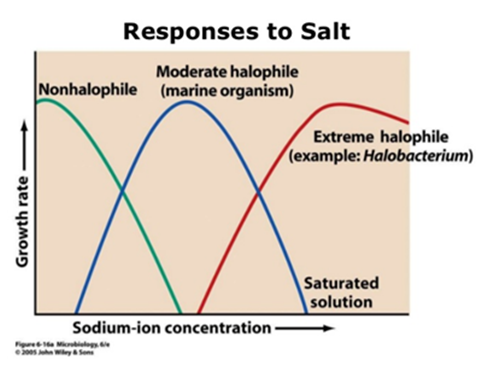 Responses to Salt
Nonhalophile
Moderate halophile
(marine organism)
Extreme halophile
(example: Halobacterium)
Growth rate
Saturated
solution
Sodium-ion concentration
Figure 6-16a Microbiology, 6/e
© 2005 John Wiley & Sons